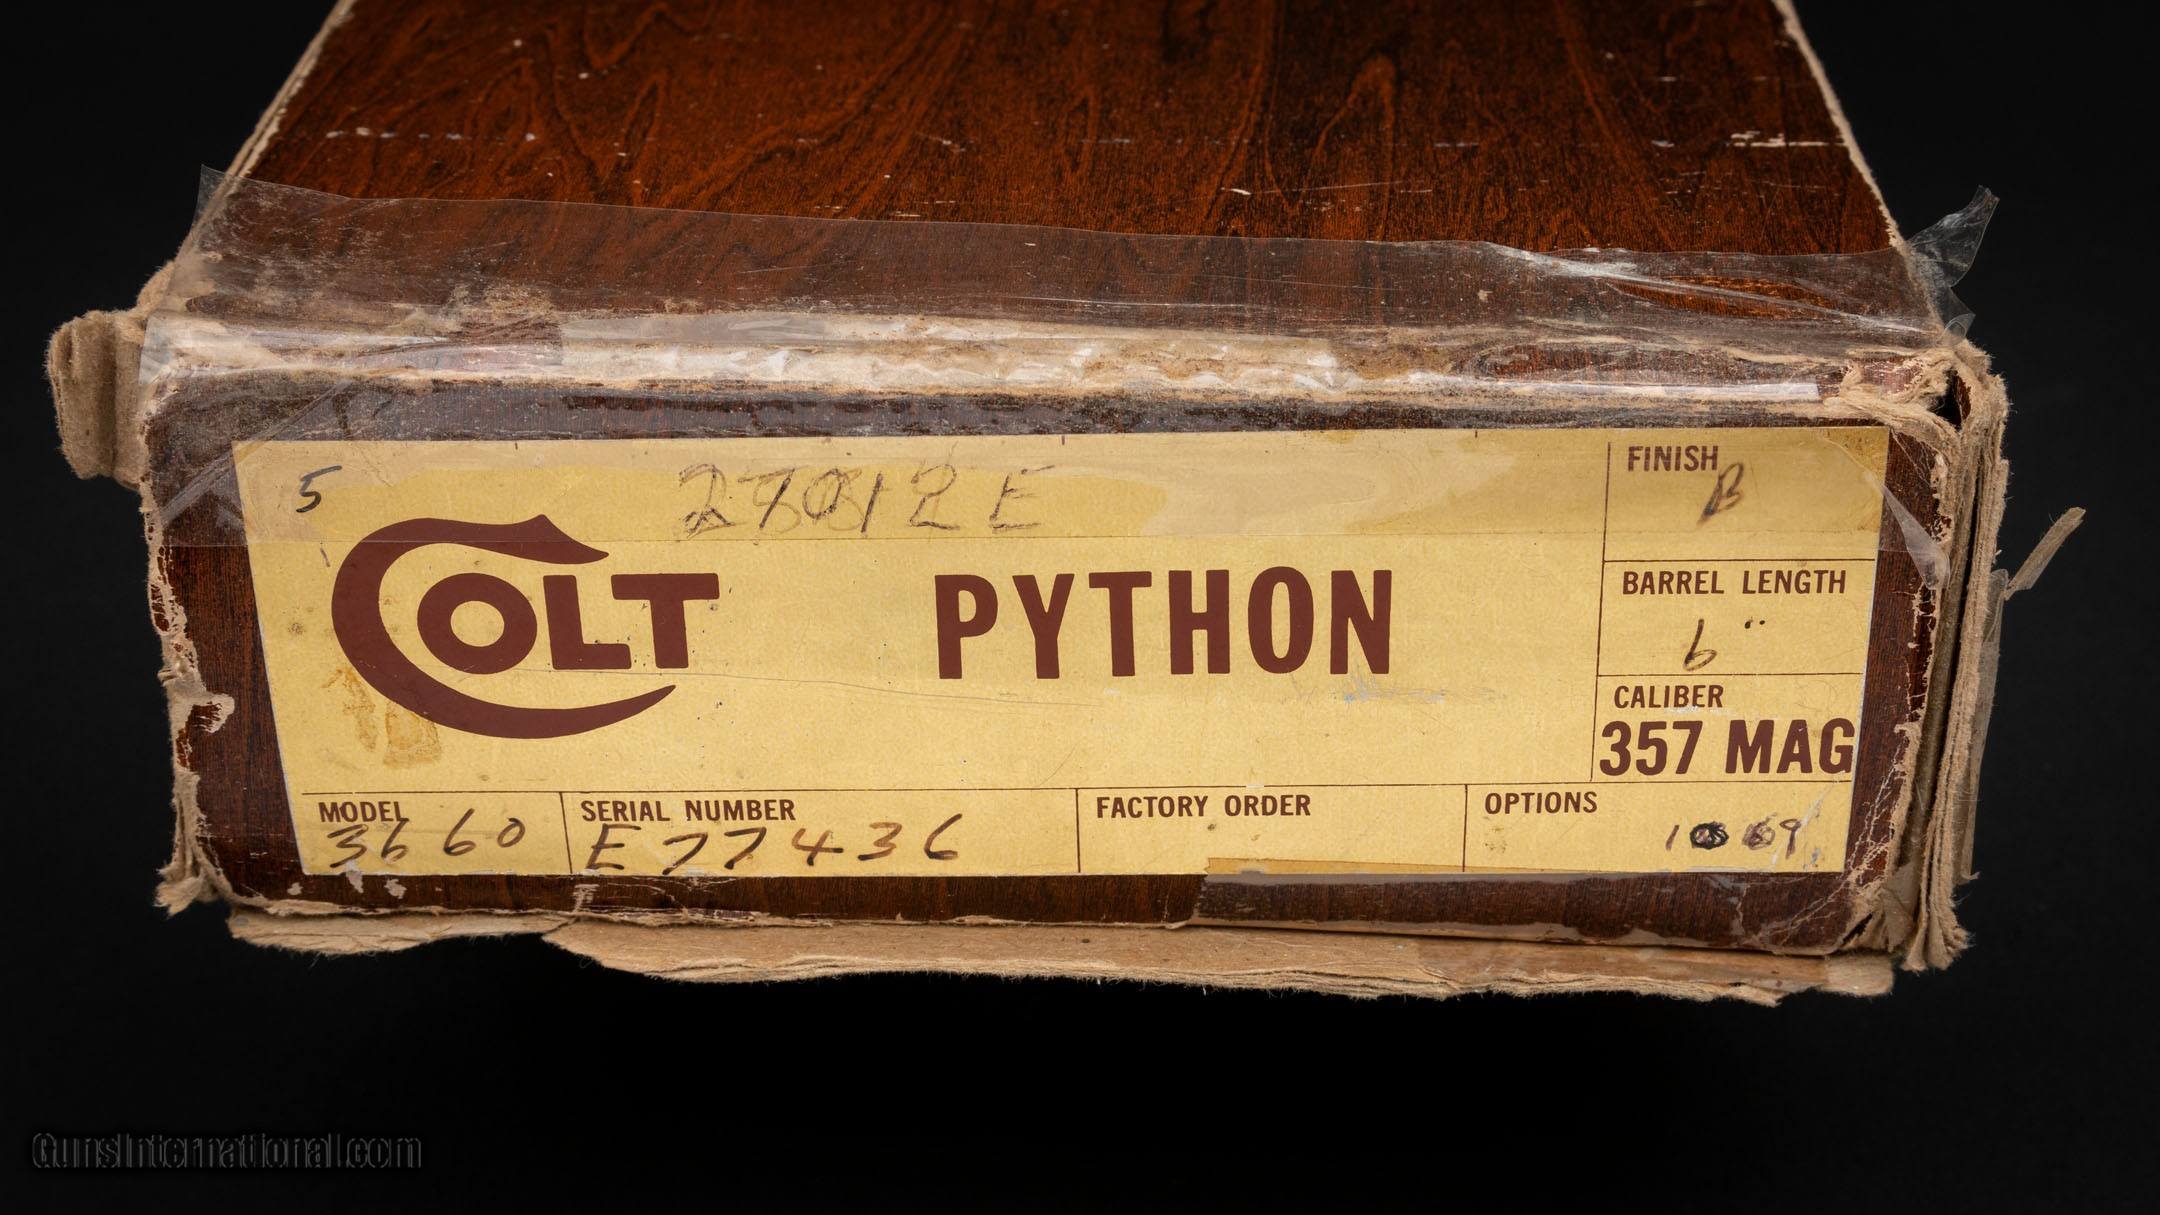 5
E
FINISH
B
COLT PYTHON
BARREL LENGTH
6"
CALIBER
357 MAG
MODEL
3660
SERIAL NUMBER
E77436
FACTORY ORDER
OPTIONS
GunsInternational.com